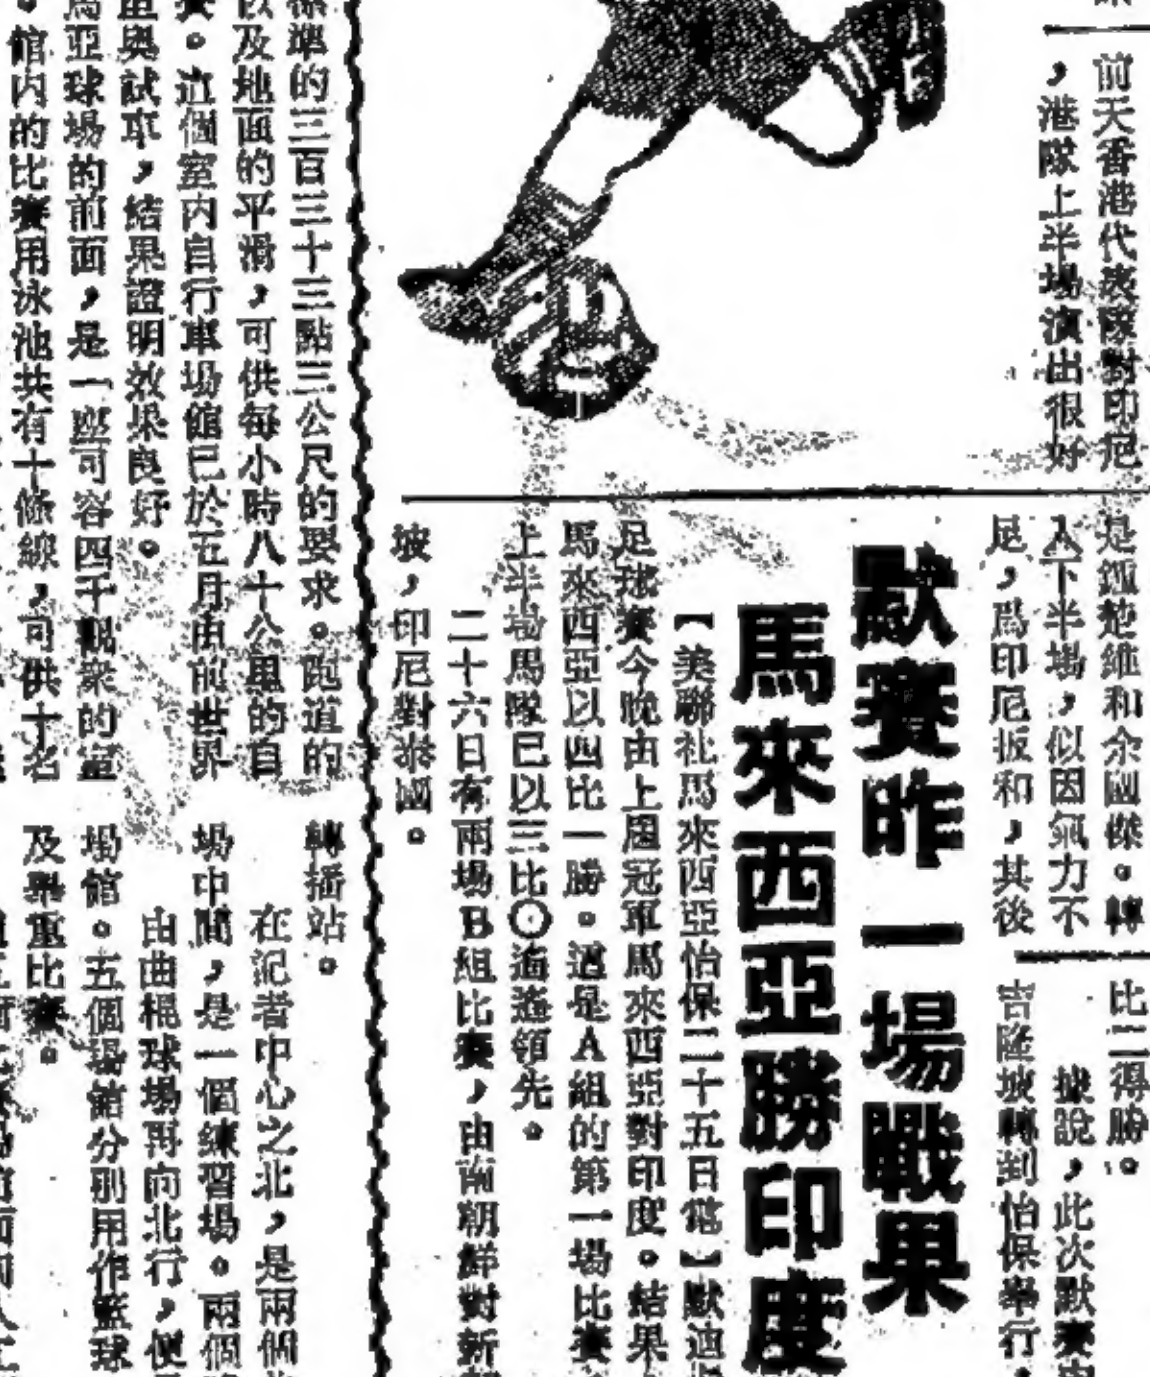 前天香港代表隊對印尼
，港隊上半場演出很好
是鍾楚維和余國傑。轉
入下半場，似因氣力不
足，爲印尼扳和，其後
比二得勝。
據說，此次默賽
吉隆坡轉到怡保舉行，
默賽昨一場戰果
馬來西亞勝印度
【美聯社馬來西亞怡保二十五日電】默迪
足球賽今晚由上屆冠軍馬來西亞對印度。結果
馬來西亞以四比一勝。這是A組的第一場比賽
上半場馬隊已以三比〇遙遙領先。
二十六日有兩場B組比賽，由南朝鮮對新
坡，印尼對泰國。
標準的三百三十三點三公尺的要求。跑道的
以及地面的平滑，可供每小時八十公里的自
賽。這個室內自行車場館已於五月由前世界
與試車，結果證明效果良好。
馬亞球場的前面，是一座可容四千觀衆的室
。館內的比賽用泳池共有十條線，可供十名
轉播站。
在記者中心之北，是兩個
場中間，是一個練習場。兩個
由曲棍球場再向北行，便
場館。五個場館分別用作籃球
及舉重比賽。